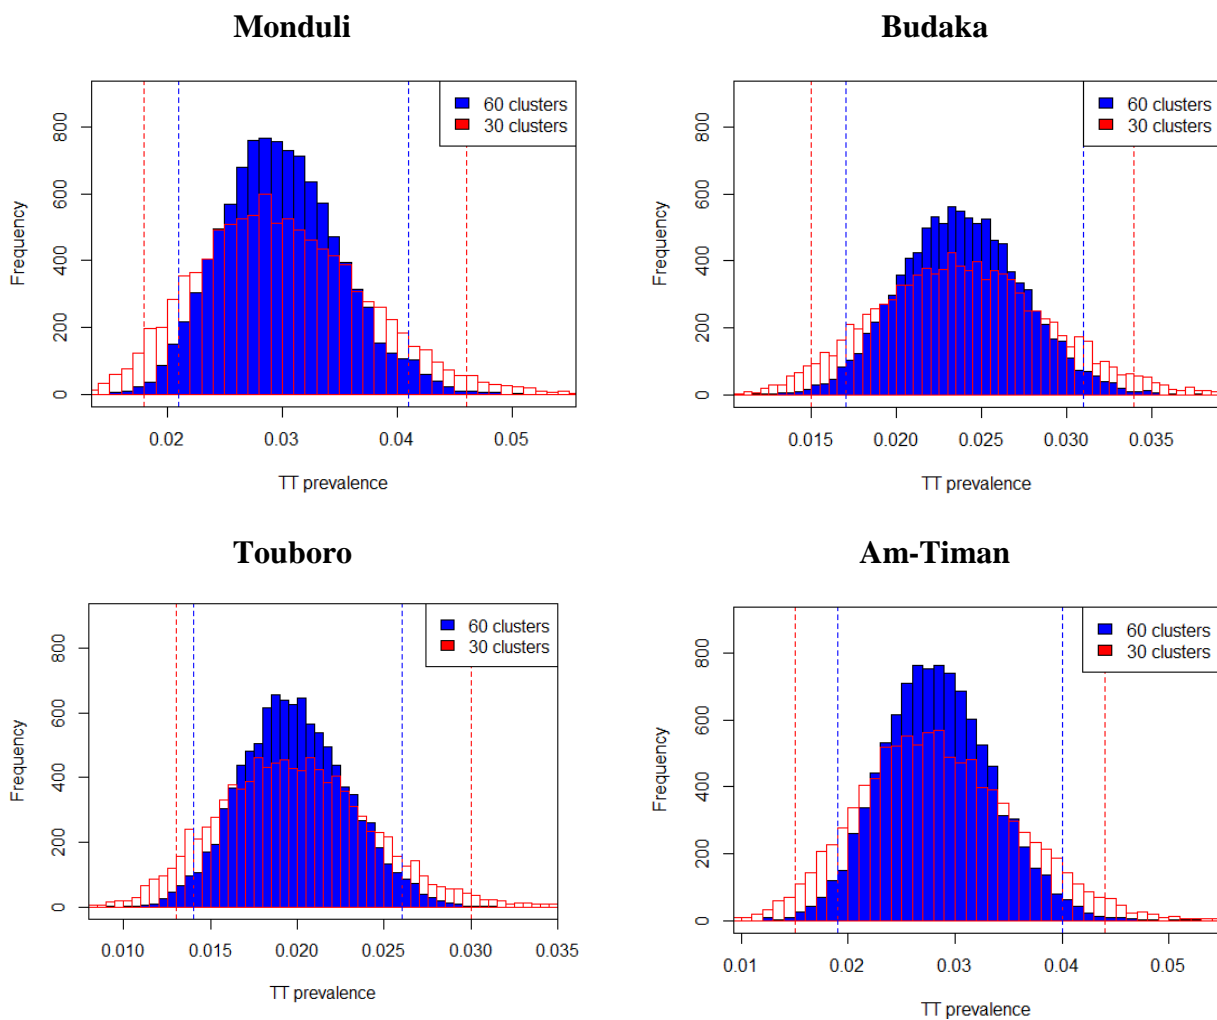 Monduli
60 clusters
30 clusters
800
600
400
200
0
Frequency
0.02 0.03 0.04 0.05
TT prevalence
Budaka
60 clusters
30 clusters
800
600
400
200
0
Frequency
0.015 0.020 0.025 0.030 0.035
TT prevalence
Touboro
60 clusters
30 clusters
800
600
400
200
0
Frequency
0.010 0.015 0.020 0.025 0.030 0.035
TT prevalence
Am-Timan
60 clusters
30 clusters
800
600
400
200
0
Frequency
0.01 0.02 0.03 0.04 0.05
TT prevalence